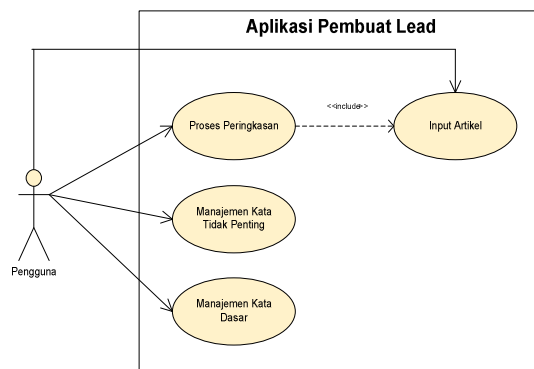 Aplikasi Pembuat Lead
Proses Peringkasan
<<include>>
Input Artikel
Manajemen Kata
Tidak Penting
Pengguna
Manajemen Kata
Dasar